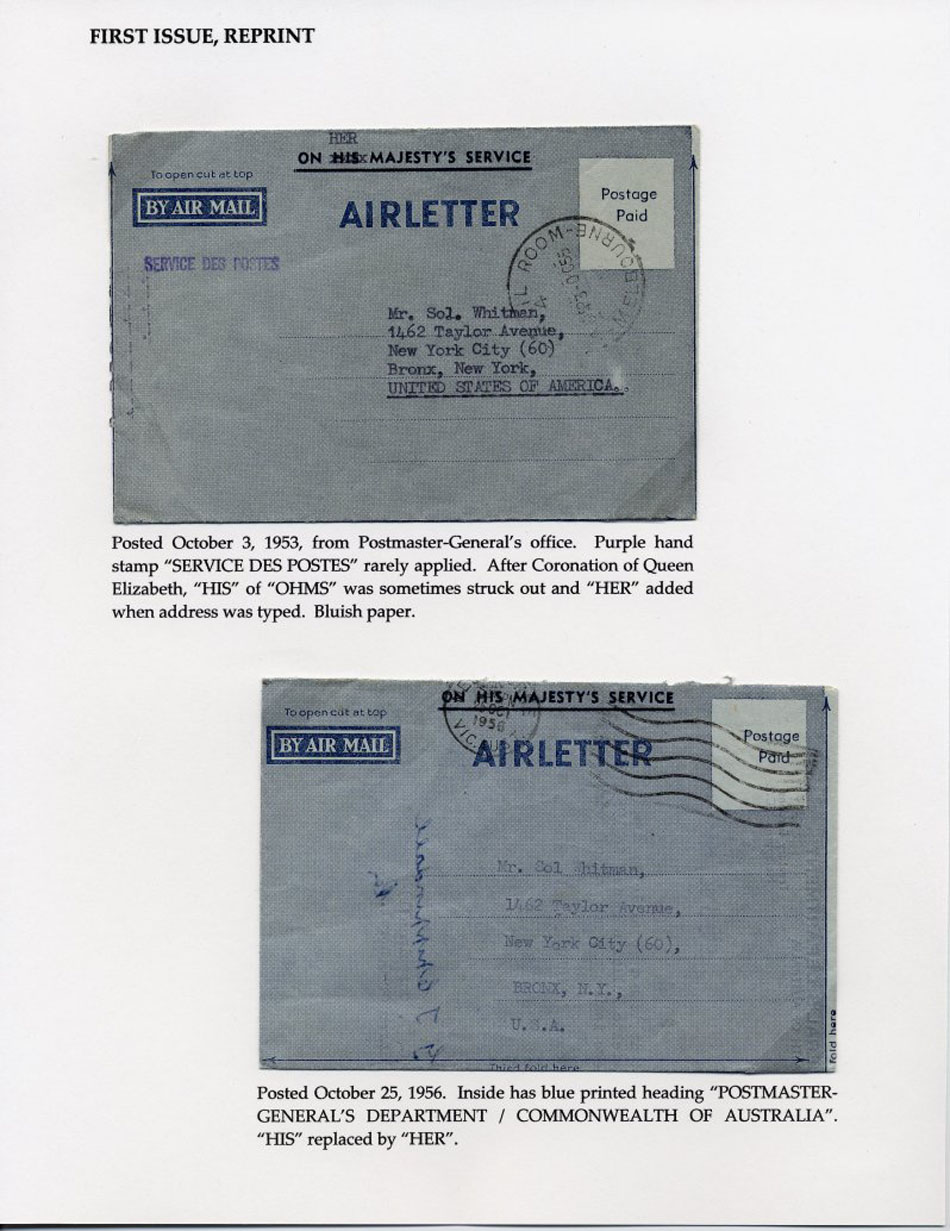 FIRST ISSUE, REPRINT
HER
ON HIS MAJESTY'S SERVICE
To open cut at top
BY AIR MAIL
AIRLETTER
Postage
Paid
SERVICE DES POSTES
MAIL ROOM-MELBOURNE
Mr. Sol. Whitman,
1462 Taylor Avenue,
New York City (60)
Bronx, New York,
UNITED STATES OF AMERICA.
Posted October 3, 1953, from Postmaster-General's office. Purple hand
stamp "SERVICE DES POSTES" rarely applied. After Coronation of Queen
Elizabeth, "HIS" of "OHMS" was sometimes struck out and "HER" added
when address was typed. Bluish paper.
ON HIS MAJESTY'S SERVICE
To open cut at top
BY AIR MAIL
AIRLETTER
Postage
Paid
OCT
1956
VIC.
Mr. Sol Whitman,
1462 Taylor Avenue,
New York City (60),
BRONX, N.Y.,
U.S.A.
Third fold here
fold here
Posted October 25, 1956. Inside has blue printed heading "POSTMASTER-
GENERAL'S DEPARTMENT / COMMONWEALTH OF AUSTRALIA".
"HIS" replaced by "HER".